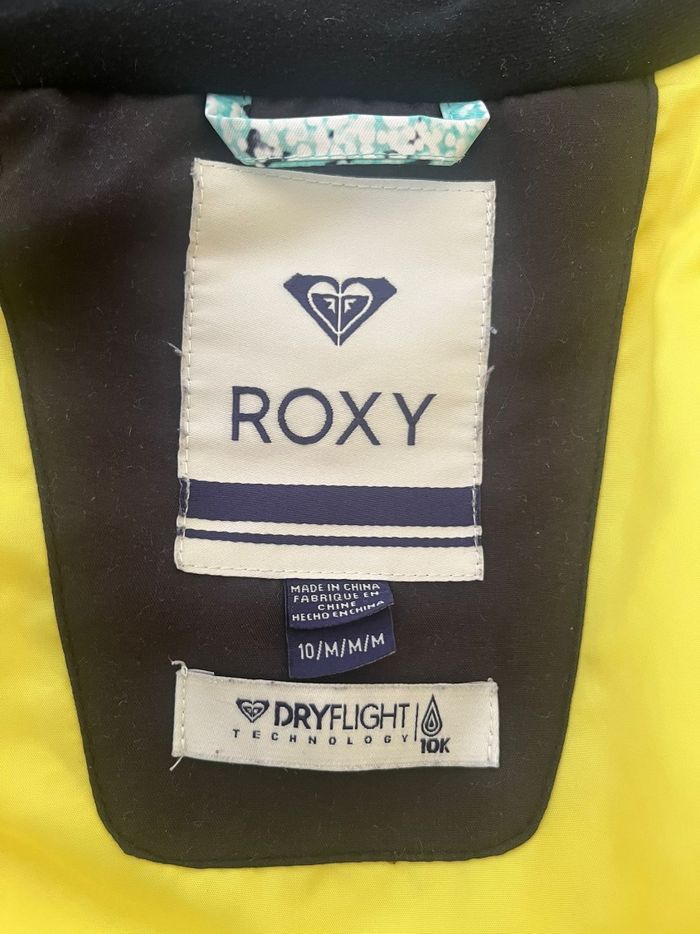 ROXY
MADE IN CHINA
FABRIQUE EN
CHINE
HECHO EN CHINA
10/M/M/M
DRYFLIGHT
TECHNOLOGY
10K